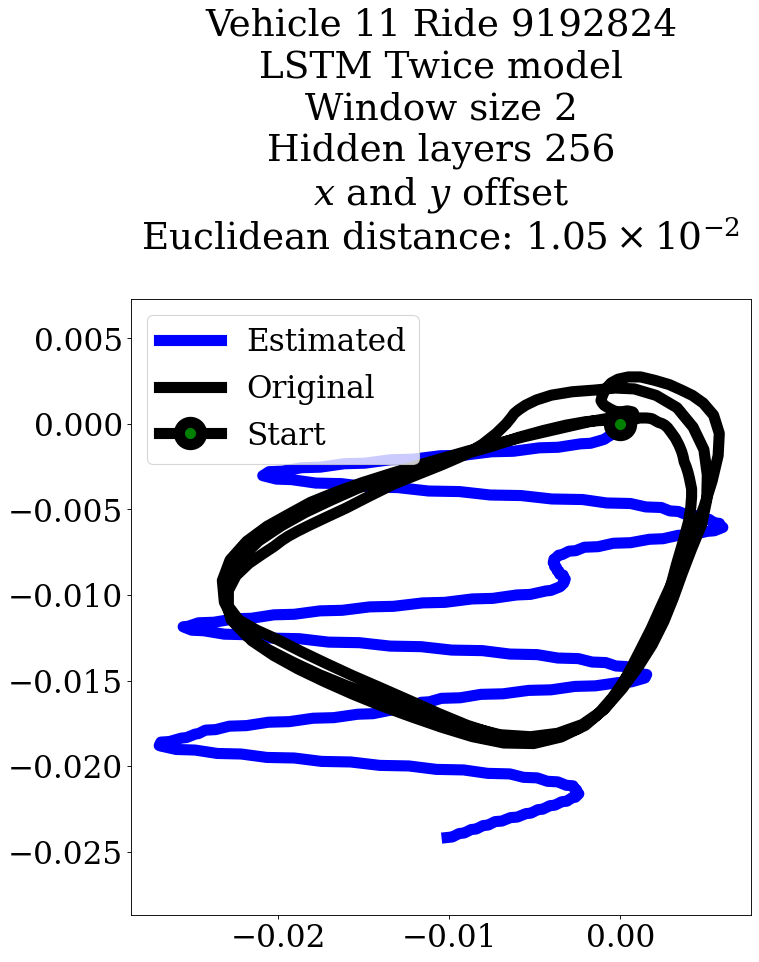 Vehicle 11 Ride 9192824
LSTM Twice model
Window size 2
Hidden layers 256
x and y offset
Euclidean distance: 1.05 × 10⁻²
Estimated
Original
Start
0.005
0.000
−0.005
−0.010
−0.015
−0.020
−0.025
−0.02 −0.01 0.00